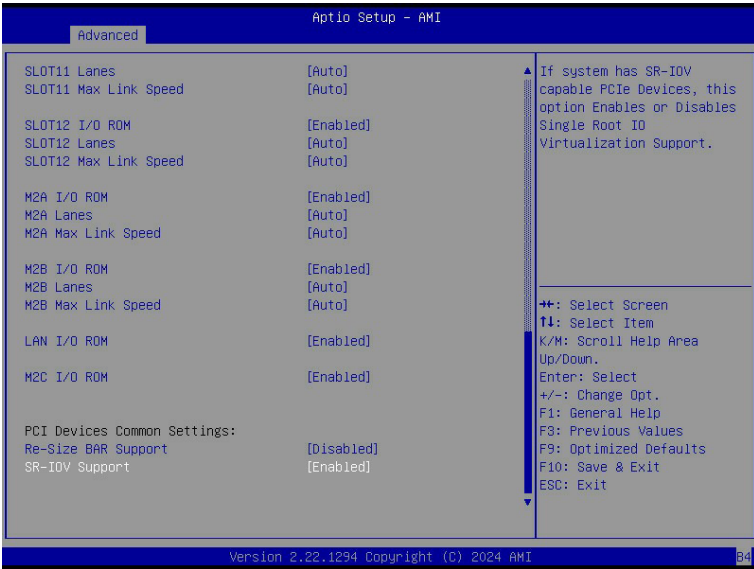 Aptio Setup – AMI
Advanced
SLOT11 Lanes [Auto]
SLOT11 Max Link Speed [Auto]
SLOT12 I/O ROM [Enabled]
SLOT12 Lanes [Auto]
SLOT12 Max Link Speed [Auto]
M2A I/O ROM [Enabled]
M2A Lanes [Auto]
M2A Max Link Speed [Auto]
M2B I/O ROM [Enabled]
M2B Lanes [Auto]
M2B Max Link Speed [Auto]
LAN I/O ROM [Enabled]
M2C I/O ROM [Enabled]
PCI Devices Common Settings:
Re-Size BAR Support [Disabled]
SR-IOV Support [Enabled]
If system has SR-IOV
capable PCIe Devices, this
option Enables or Disables
Single Root IO
Virtualization Support.
→←: Select Screen
↑↓: Select Item
K/M: Scroll Help Area
Up/Down.
Enter: Select
+/-: Change Opt.
F1: General Help
F3: Previous Values
F9: Optimized Defaults
F10: Save & Exit
ESC: Exit
Version 2.22.1294 Copyright (C) 2024 AMI
B4